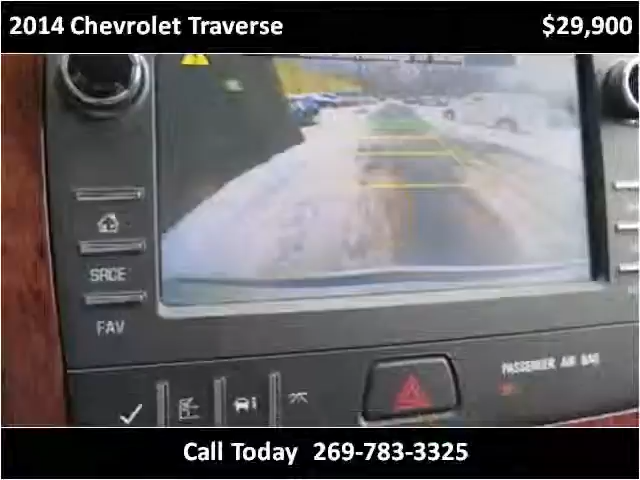 2014 Chevrolet Traverse $29,900
SRCE
FAV
PASSENGER AIR BAG
Call Today 269-783-3325